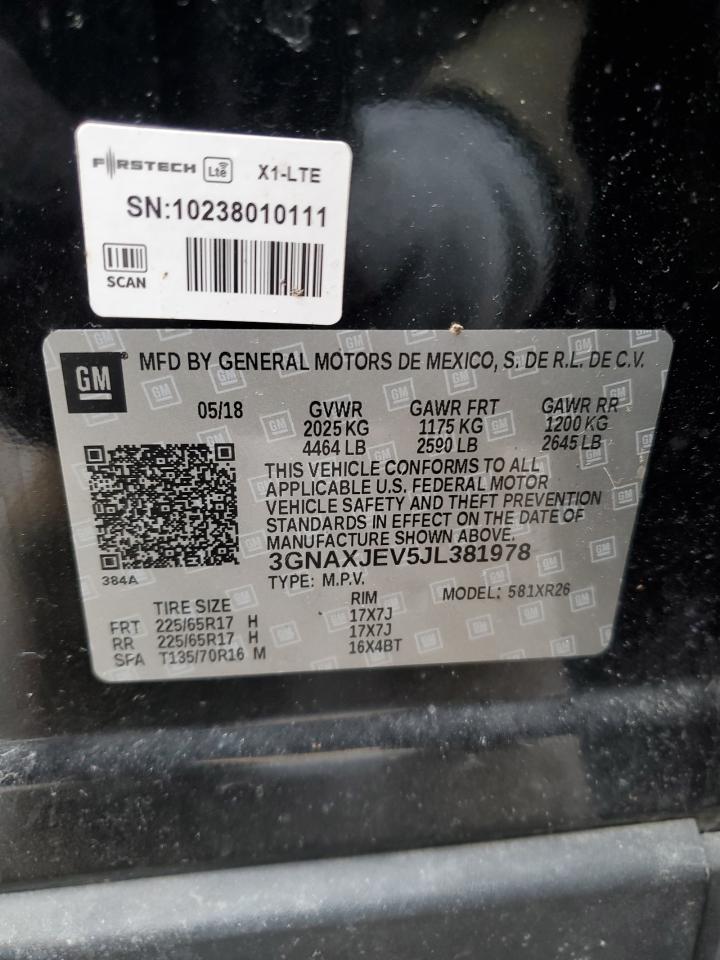 FIRSTECH LTE X1-LTE
SN:10238010111
SCAN
GM ® MFD BY GENERAL MOTORS DE MEXICO, S. DE R.L. DE C.V.
05/18 GVWR GAWR FRT GAWR RR
2025 KG 1175 KG 1200 KG
4464 LB 2590 LB 2645 LB
THIS VEHICLE CONFORMS TO ALL
APPLICABLE U.S. FEDERAL MOTOR
VEHICLE SAFETY AND THEFT PREVENTION
STANDARDS IN EFFECT ON THE DATE OF
MANUFACTURE SHOWN ABOVE.
3GNAXJEV5JL381978
384A TYPE: M.P.V. MODEL: 581XR26
TIRE SIZE RIM
FRT 225/65R17 H 17X7J
RR 225/65R17 H 17X7J
SPA T135/70R16 M 16X4BT